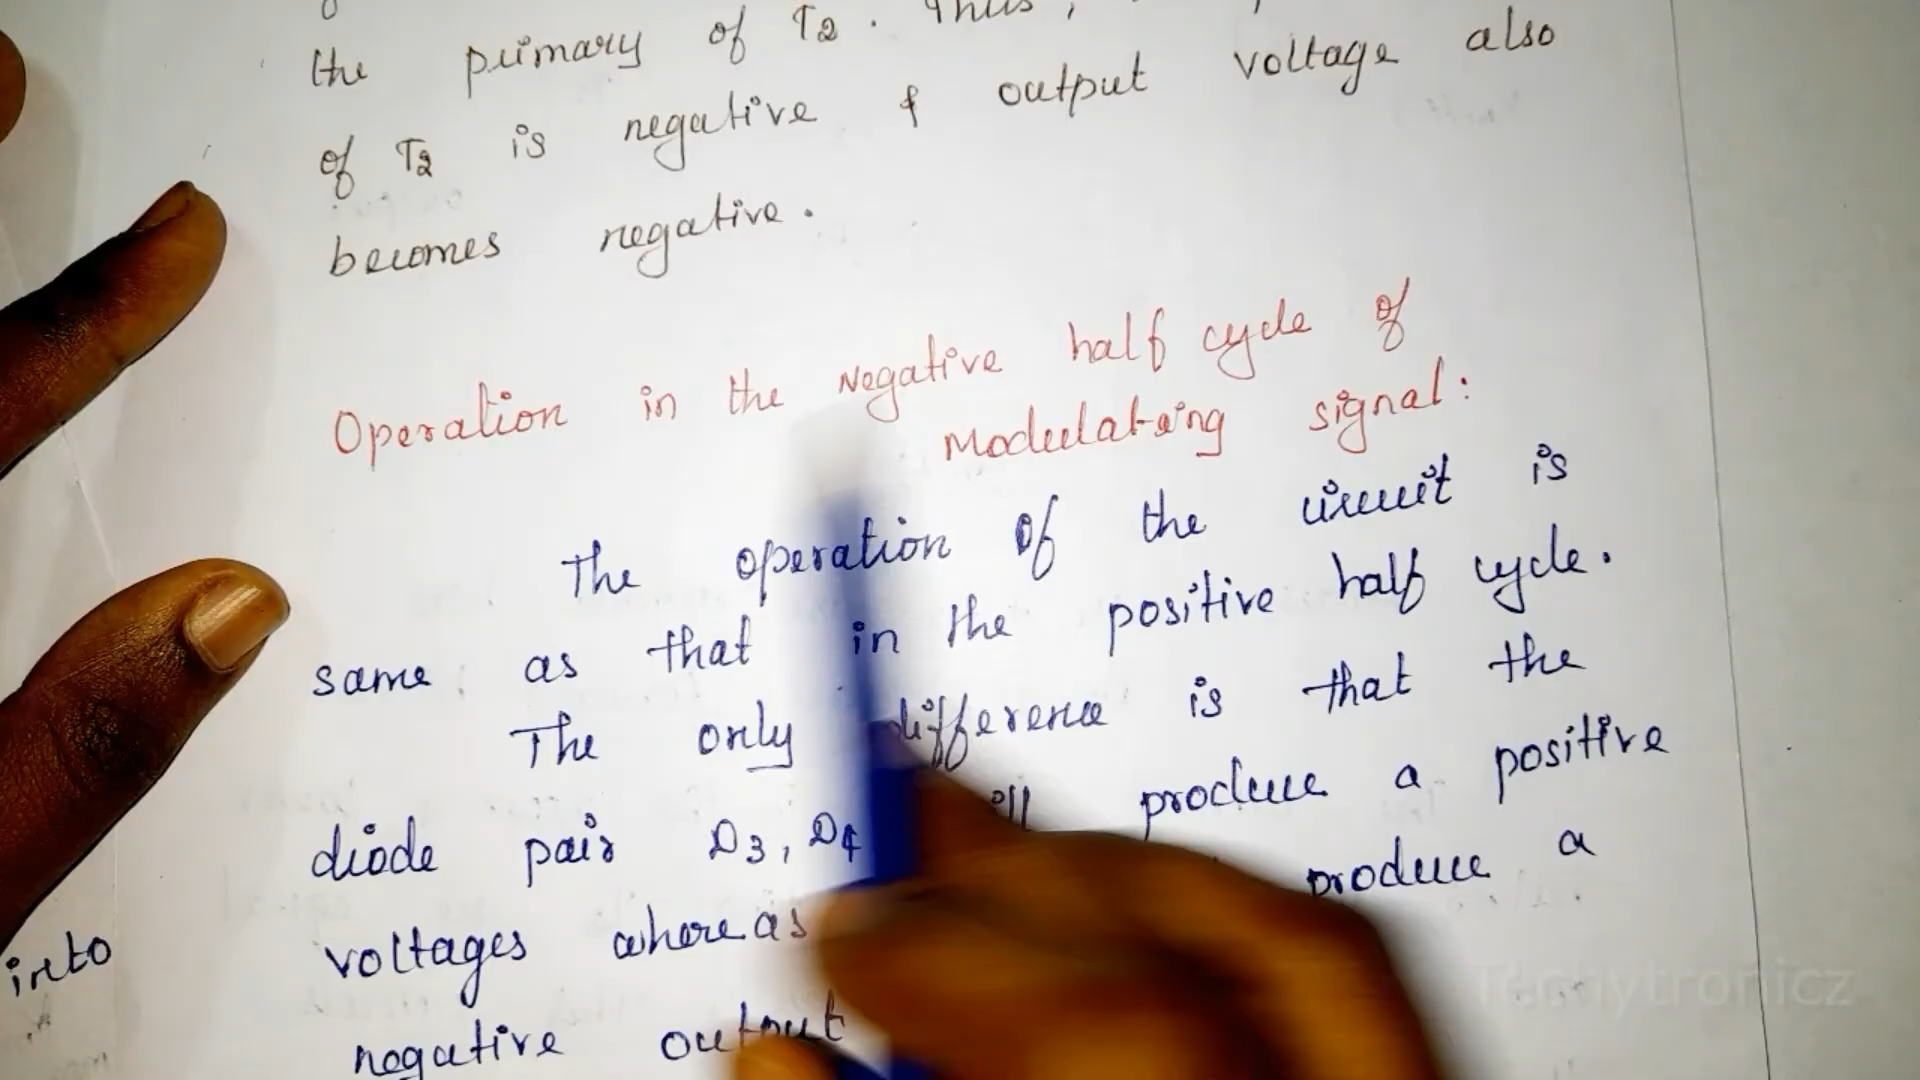 the primary of T2. Thus,
of T2 is negative & output voltage also
becomes negative.
Operation in the Negative half cycle of
Modulating signal:
The operation of the circuit is
same as that in the positive half cycle.
The only difference is that the
diode pair D3, D4 produce a positive
voltages whereas produce a
negative output
into
Techytronicz